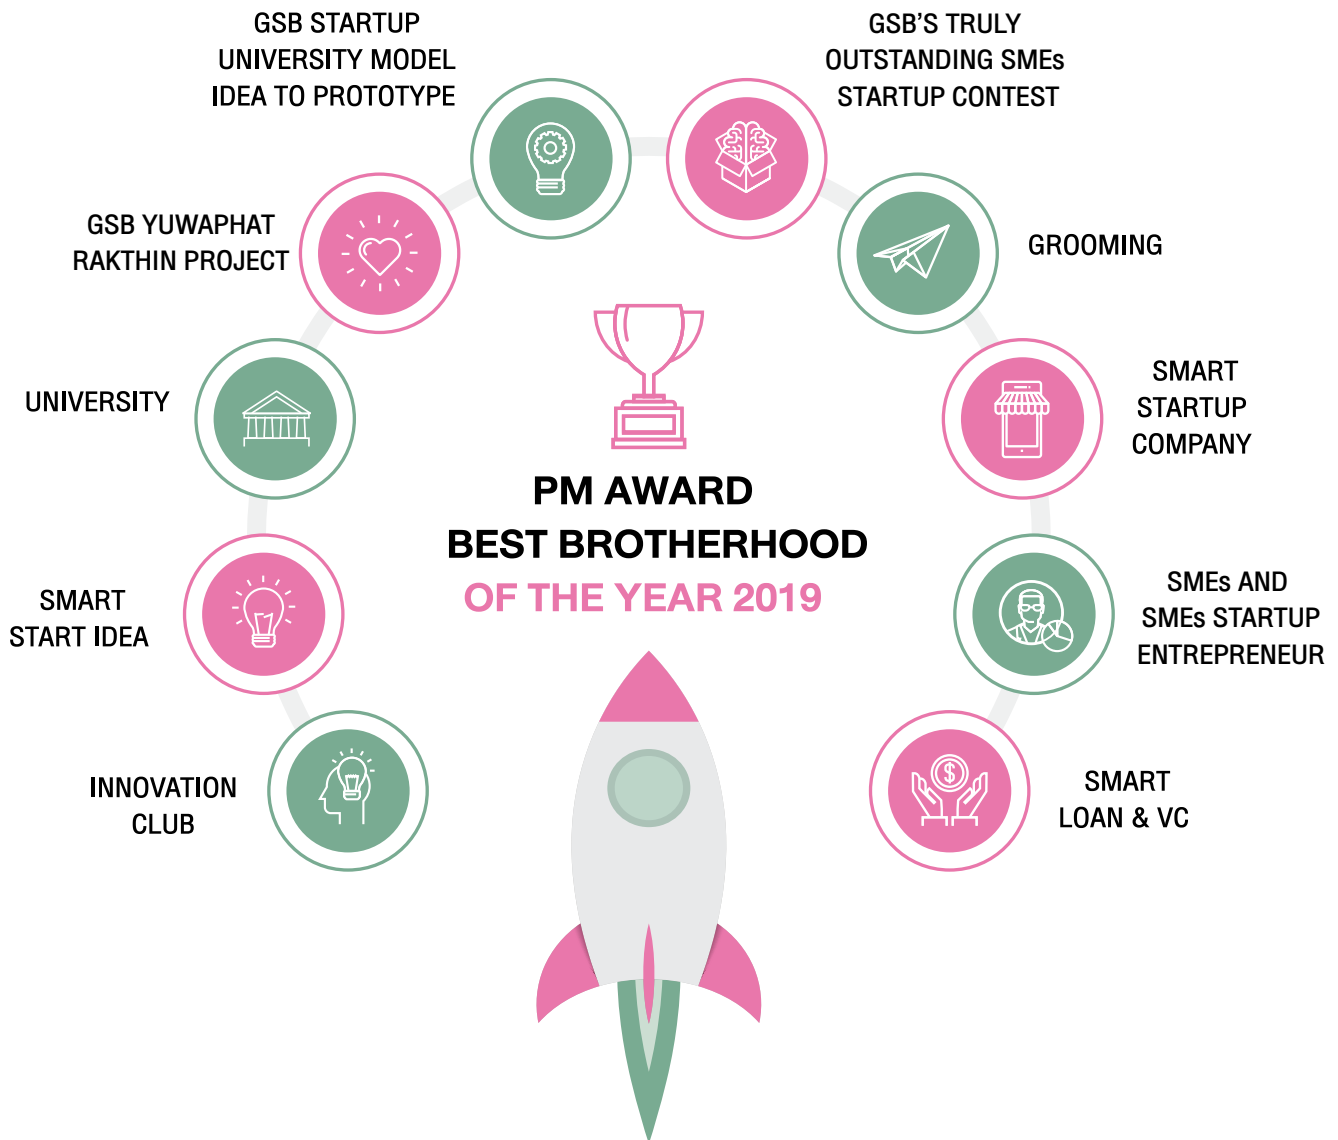 GSB STARTUP
UNIVERSITY MODEL
IDEA TO PROTOTYPE
GSB'S TRULY
OUTSTANDING SMEs
STARTUP CONTEST
GSB YUWAPHAT
RAKTHIN PROJECT
GROOMING
UNIVERSITY
SMART
STARTUP
COMPANY
PM AWARD
BEST BROTHERHOOD
OF THE YEAR 2019
SMART
START IDEA
SMEs AND
SMEs STARTUP
ENTREPRENEUR
INNOVATION
CLUB
$
SMART
LOAN & VC